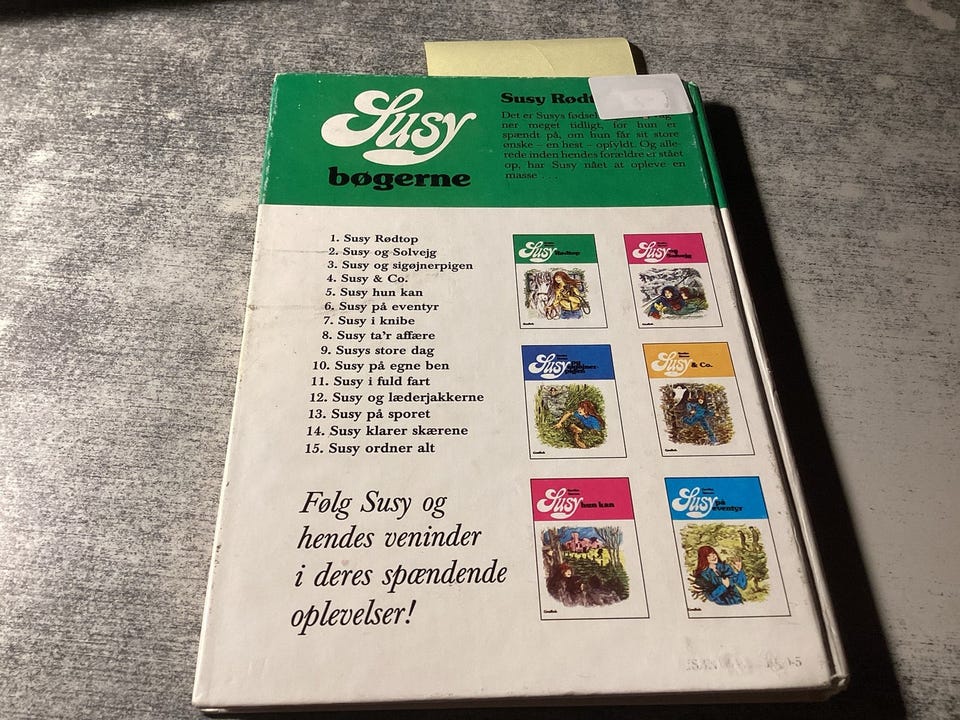 Susy
bøgerne
Susy
Det er Susys
ner meget tidligt, for hun er
spændt på, om hun får sit store
ønske – en hest – opfyldt. Og alle-
rede inden hendes forældre er stået
op, har Susy nået at opleve en
masse . . .
1. Susy Rødtop
2. Susy og Solvejg
3. Susy og sigøjnerpigen
4. Susy & Co.
5. Susy hun kan
6. Susy på eventyr
7. Susy i knibe
8. Susy ta'r affære
9. Susys store dag
10. Susy på egne ben
11. Susy i fuld fart
12. Susy og læderjakkerne
13. Susy på sporet
14. Susy klarer skærene
15. Susy ordner alt
Følg Susy og
hendes veninder
i deres spændende
oplevelser!
Susy Rødtop
Susy og Solvejg
Susy og sigøjner-
pigen
Susy & Co.
Susy hun kan
Susy på
eventyr
ISBN